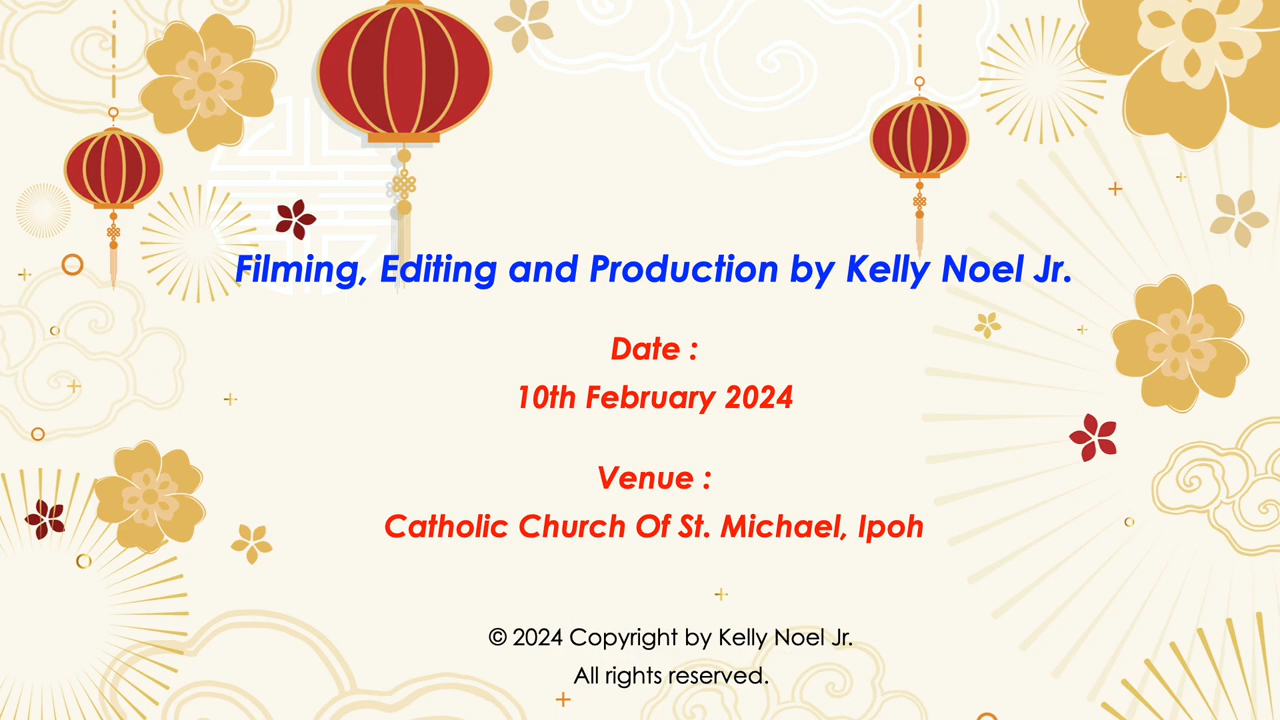 Filming, Editing and Production by Kelly Noel Jr.
Date :
10th February 2024
Venue :
Catholic Church Of St. Michael, Ipoh
© 2024 Copyright by Kelly Noel Jr.
All rights reserved.